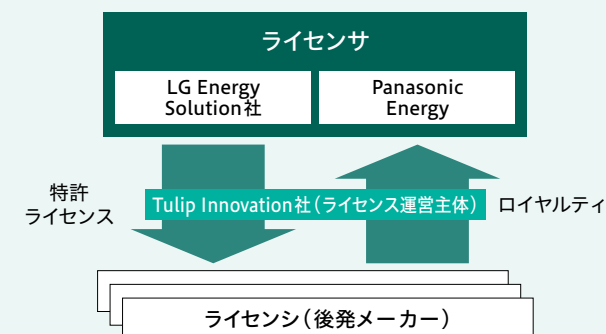 ライセンサ
LG Energy
Solution社
Panasonic
Energy
特許
ライセンス
Tulip Innovation社(ライセンス運営主体)
ロイヤルティ
ライセンシ(後発メーカー)